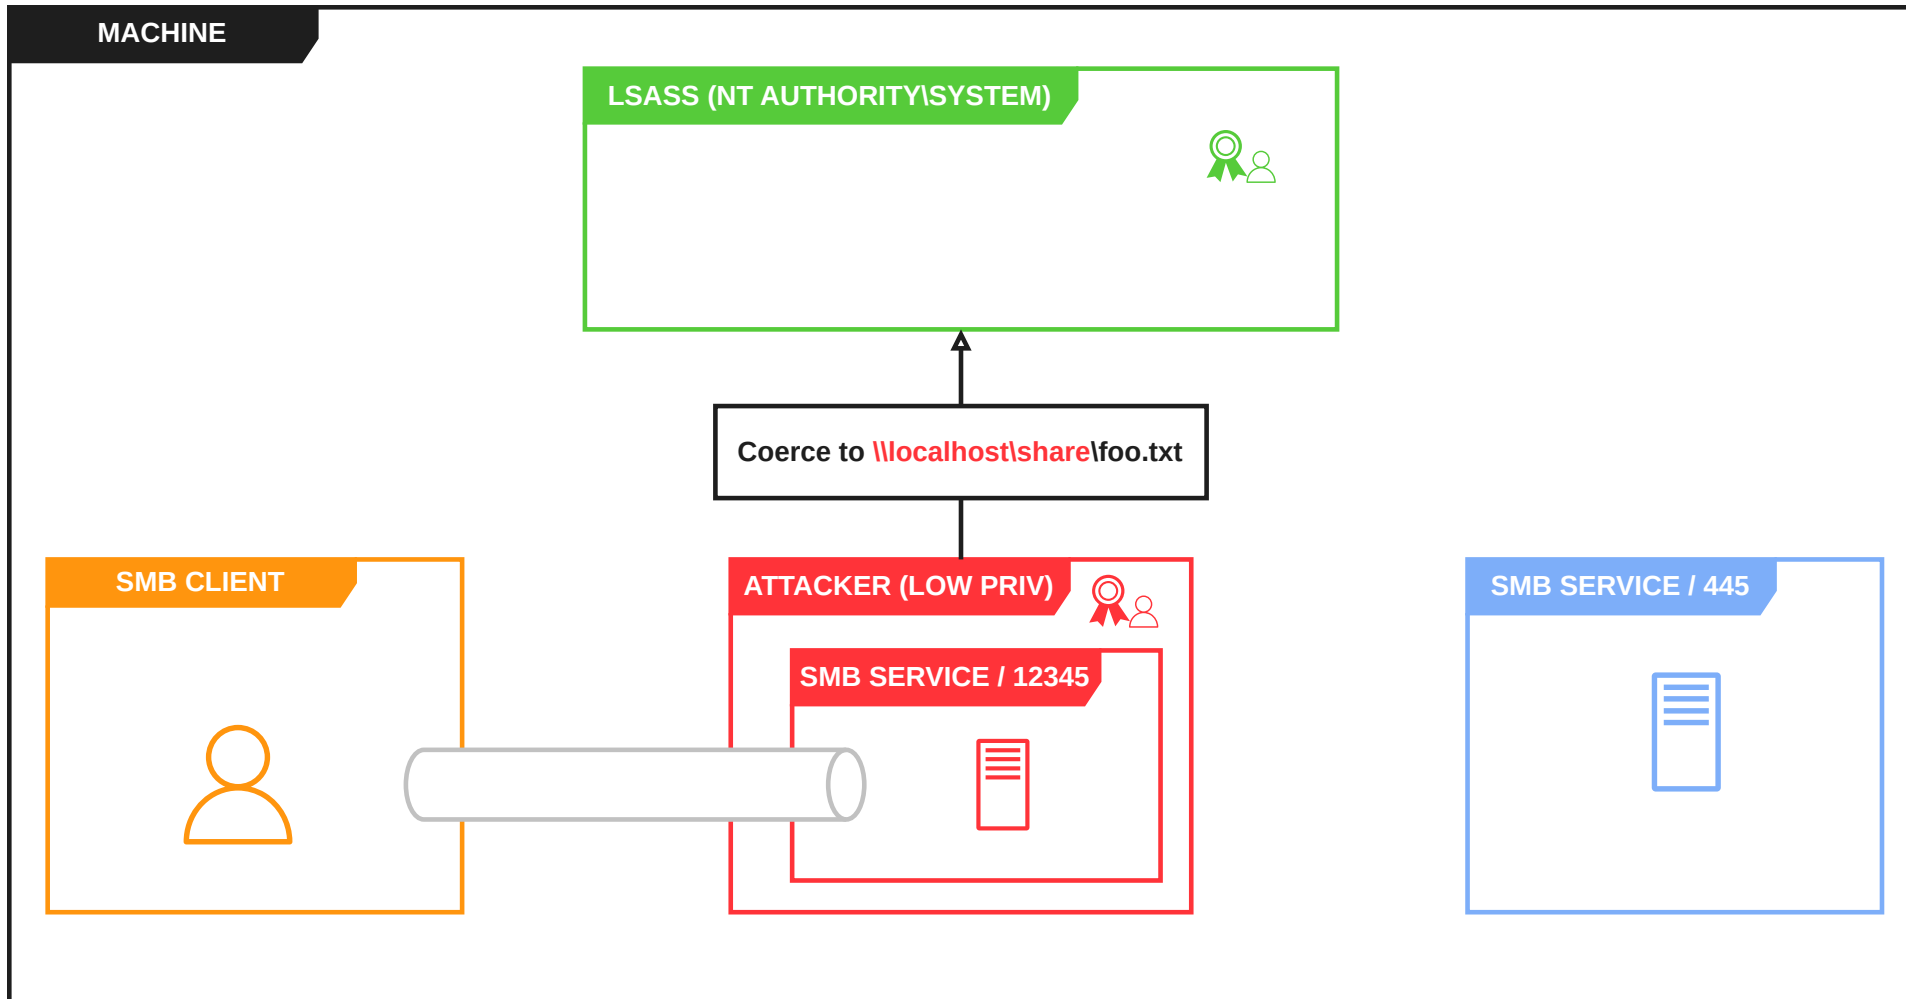 MACHINE
LSASS (NT AUTHORITY\SYSTEM)
Coerce to \\localhost\share\foo.txt
SMB CLIENT
ATTACKER (LOW PRIV)
SMB SERVICE / 12345
SMB SERVICE / 445